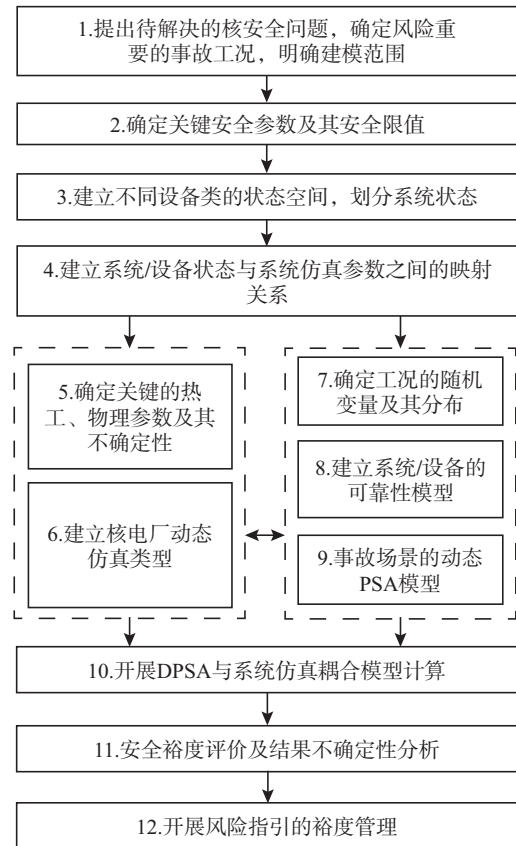 1.提出待解决的核安全问题，确定风险重
要的事故工况，明确建模范围
2.确定关键安全参数及其安全限值
3.建立不同设备类的状态空间，划分系统状态
4.建立系统/设备状态与系统仿真参数之间的映射
关系
5.确定关键的热
工、物理参数及其
不确定性
6.建立核电厂动态
仿真类型
7.确定工况的随机
变量及其分布
8.建立系统/设备的
可靠性模型
9.事故场景的动态
PSA模型
10.开展DPSA与系统仿真耦合模型计算
11.安全裕度评价及结果不确定性分析
12.开展风险指引的裕度管理